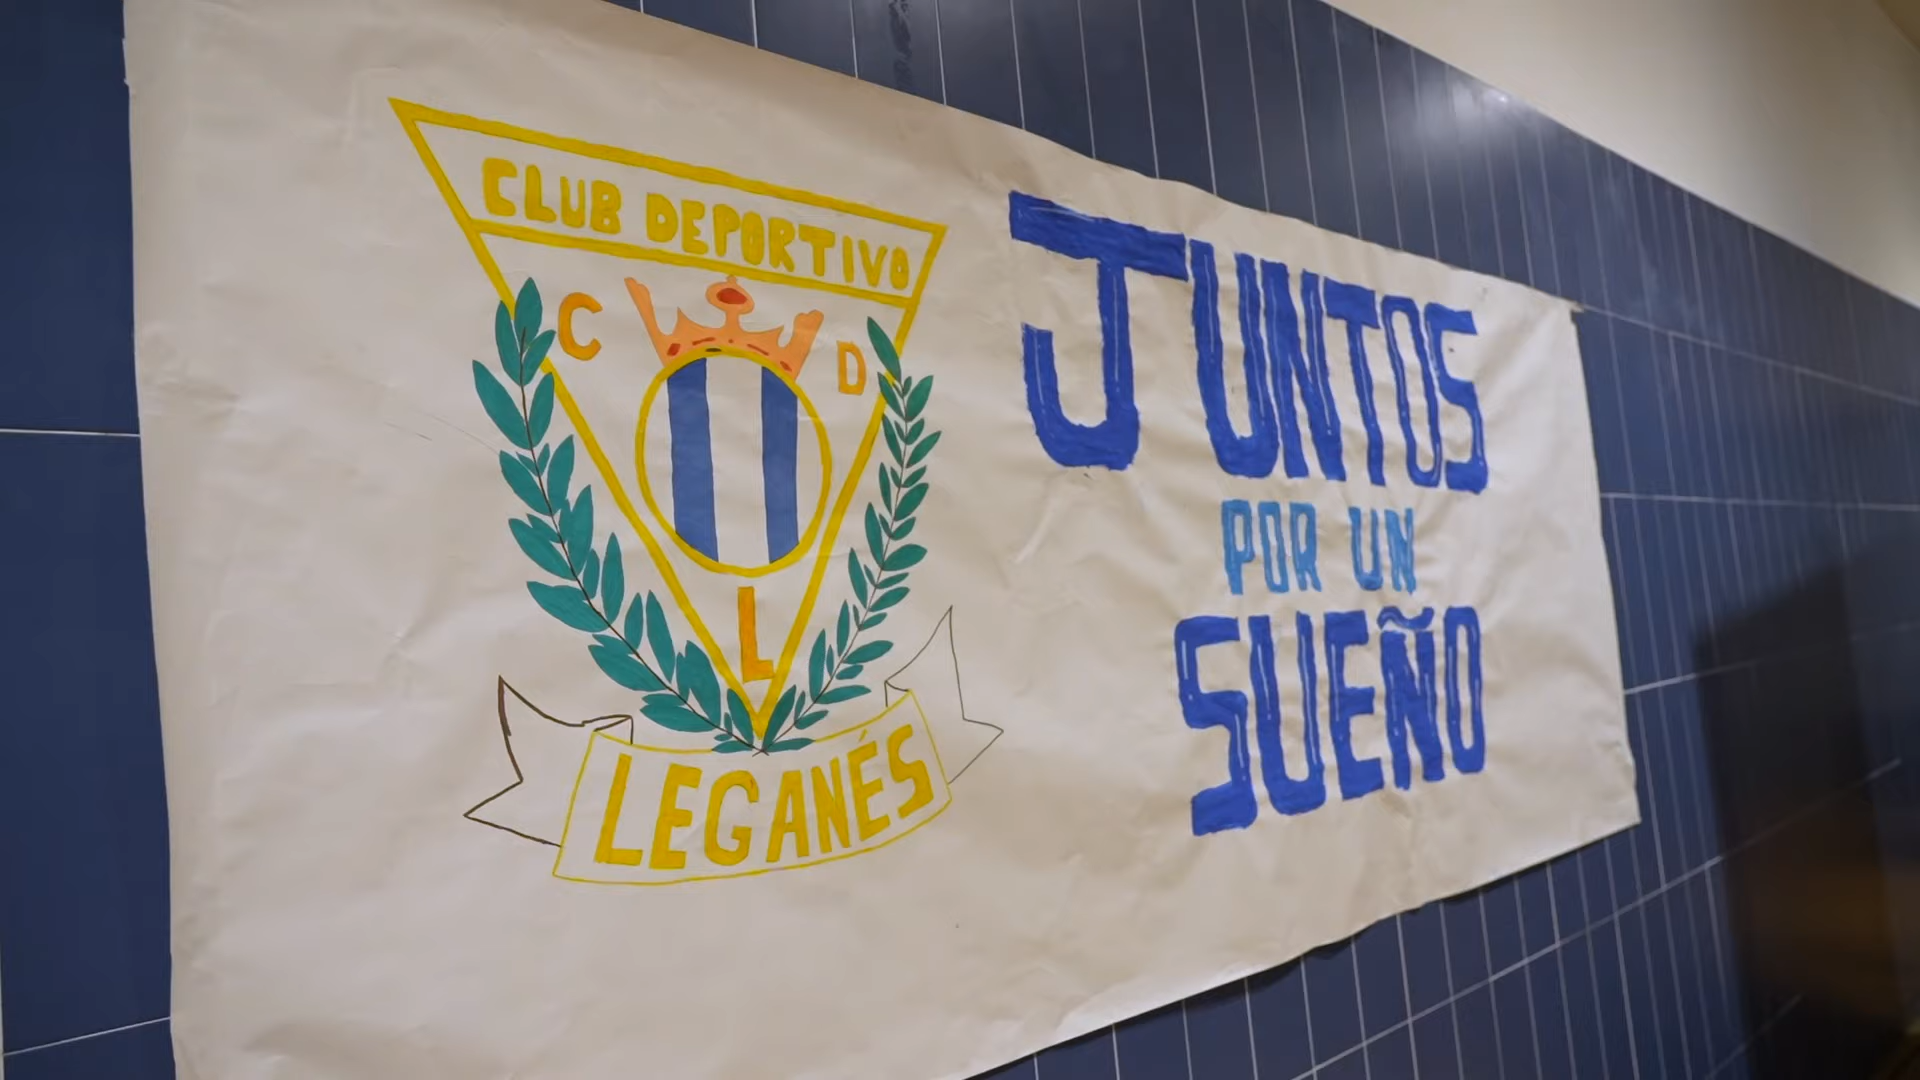 CLUB DEPORTIVO
C D
L
LEGANÉS
JUNTOS
POR UN
SUEÑO